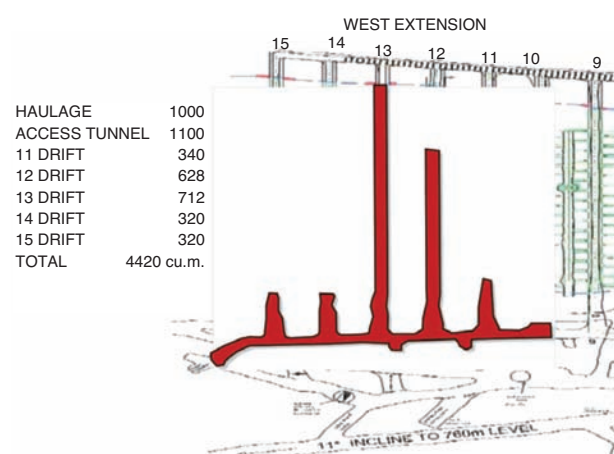 WEST EXTENSION
15 14 13 12 11 10 9
HAULAGE 1000
ACCESS TUNNEL 1100
11 DRIFT 340
12 DRIFT 628
13 DRIFT 712
14 DRIFT 320
15 DRIFT 320
TOTAL 4420 cu.m.
11° INCLINE TO 760m LEVEL